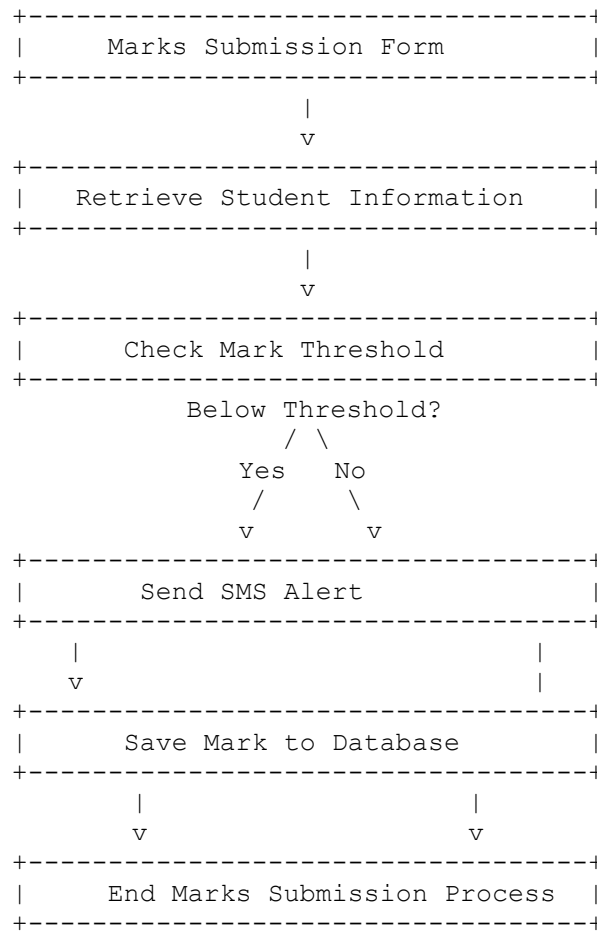 Marks Submission Form
Retrieve Student Information
Check Mark Threshold
Below Threshold?
Yes No
Send SMS Alert
Save Mark to Database
End Marks Submission Process